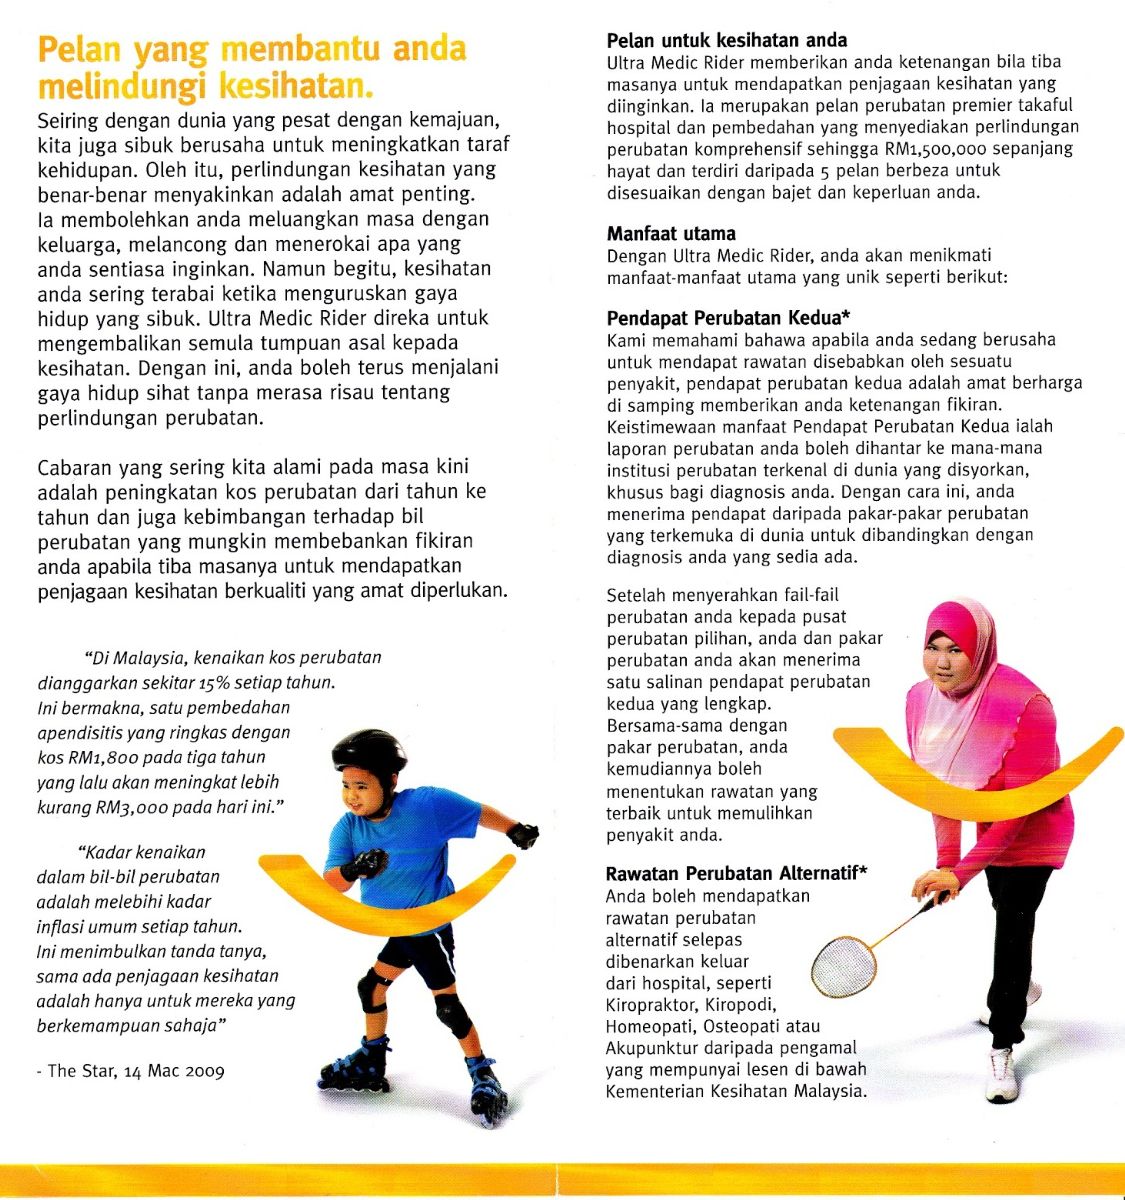 Pelan yang membantu anda
melindungi kesihatan.
Seiring dengan dunia yang pesat dengan kemajuan,
kita juga sibuk berusaha untuk meningkatkan taraf
kehidupan. Oleh itu, perlindungan kesihatan yang
benar-benar menyakinkan adalah amat penting.
Ia membolehkan anda meluangkan masa dengan
keluarga, melancong dan menerokai apa yang
anda sentiasa inginkan. Namun begitu, kesihatan
anda sering terabai ketika menguruskan gaya
hidup yang sibuk. Ultra Medic Rider direka untuk
mengembalikan semula tumpuan asal kepada
kesihatan. Dengan ini, anda boleh terus menjalani
gaya hidup sihat tanpa merasa risau tentang
perlindungan perubatan.
Cabaran yang sering kita alami pada masa kini
adalah peningkatan kos perubatan dari tahun ke
tahun dan juga kebimbangan terhadap bil
perubatan yang mungkin membebankan fikiran
anda apabila tiba masanya untuk mendapatkan
penjagaan kesihatan berkualiti yang amat diperlukan.
“Di Malaysia, kenaikan kos perubatan
dianggarkan sekitar 15% setiap tahun.
Ini bermakna, satu pembedahan
apendisitis yang ringkas dengan
kos RM1,800 pada tiga tahun
yang lalu akan meningkat lebih
kurang RM3,000 pada hari ini.”
“Kadar kenaikan
dalam bil-bil perubatan
adalah melebihi kadar
inflasi umum setiap tahun.
Ini menimbulkan tanda tanya,
sama ada penjagaan kesihatan
adalah hanya untuk mereka yang
berkemampuan sahaja”
- The Star, 14 Mac 2009
Pelan untuk kesihatan anda
Ultra Medic Rider memberikan anda ketenangan bila tiba
masanya untuk mendapatkan penjagaan kesihatan yang
diinginkan. Ia merupakan pelan perubatan premier takaful
hospital dan pembedahan yang menyediakan perlindungan
perubatan komprehensif sehingga RM1,500,000 sepanjang
hayat dan terdiri daripada 5 pelan berbeza untuk
disesuaikan dengan bajet dan keperluan anda.
Manfaat utama
Dengan Ultra Medic Rider, anda akan menikmati
manfaat-manfaat utama yang unik seperti berikut:
Pendapat Perubatan Kedua*
Kami memahami bahawa apabila anda sedang berusaha
untuk mendapat rawatan disebabkan oleh sesuatu
penyakit, pendapat perubatan kedua adalah amat berharga
di samping memberikan anda ketenangan fikiran.
Keistimewaan manfaat Pendapat Perubatan Kedua ialah
laporan perubatan anda boleh dihantar ke mana-mana
institusi perubatan terkenal di dunia yang disyorkan,
khusus bagi diagnosis anda. Dengan cara ini, anda
menerima pendapat daripada pakar-pakar perubatan
yang terkemuka di dunia untuk dibandingkan dengan
diagnosis anda yang sedia ada.
Setelah menyerahkan fail-fail
perubatan anda kepada pusat
perubatan pilihan, anda dan pakar
perubatan anda akan menerima
satu salinan pendapat perubatan
kedua yang lengkap.
Bersama-sama dengan
pakar perubatan, anda
kemudiannya boleh
menentukan rawatan yang
terbaik untuk memulihkan
penyakit anda.
Rawatan Perubatan Alternatif*
Anda boleh mendapatkan
rawatan perubatan
alternatif selepas
dibenarkan keluar
dari hospital, seperti
Kiropraktor, Kiropodi,
Homeopati, Osteopati atau
Akupunktur daripada pengamal
yang mempunyai lesen di bawah
Kementerian Kesihatan Malaysia.